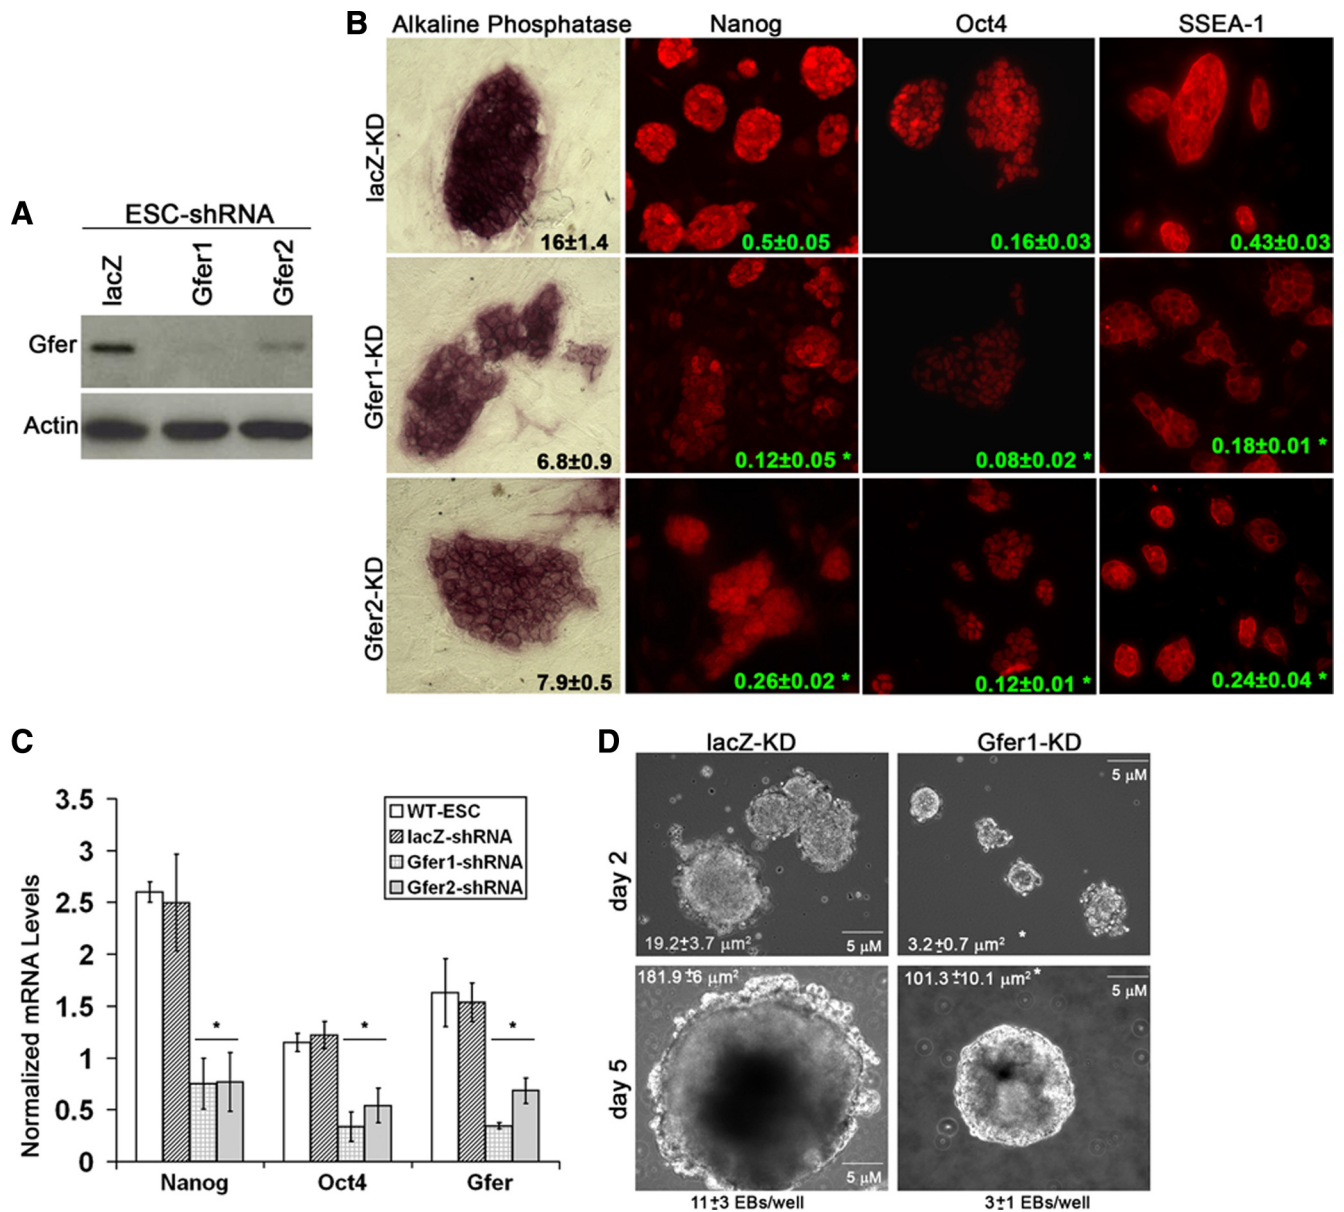 A
ESC-shRNA
lacZ
Gfer1
Gfer2
Gfer
Actin
B
Alkaline Phosphatase
Nanog
Oct4
SSEA-1
lacZ-KD
16±1.4
0.5±0.05
0.16±0.03
0.43±0.03
Gfer1-KD
6.8±0.9
0.12±0.05 *
0.08±0.02 *
0.18±0.01 *
Gfer2-KD
7.9±0.5
0.26±0.02 *
0.12±0.01 *
0.24±0.04 *
C
Normalized mRNA Levels
3.5
3
2.5
2
1.5
1
0.5
0
WT-ESC
lacZ-shRNA
Gfer1-shRNA
Gfer2-shRNA
*
*
*
Nanog
Oct4
Gfer
D
lacZ-KD
Gfer1-KD
day 2
19.2±3.7 µm²
5 µM
5 µM
3.2±0.7 µm² *
day 5
181.9 ±6 µm²
5 µM
101.3 ±10.1 µm² *
5 µM
11±3 EBs/well
3±1 EBs/well